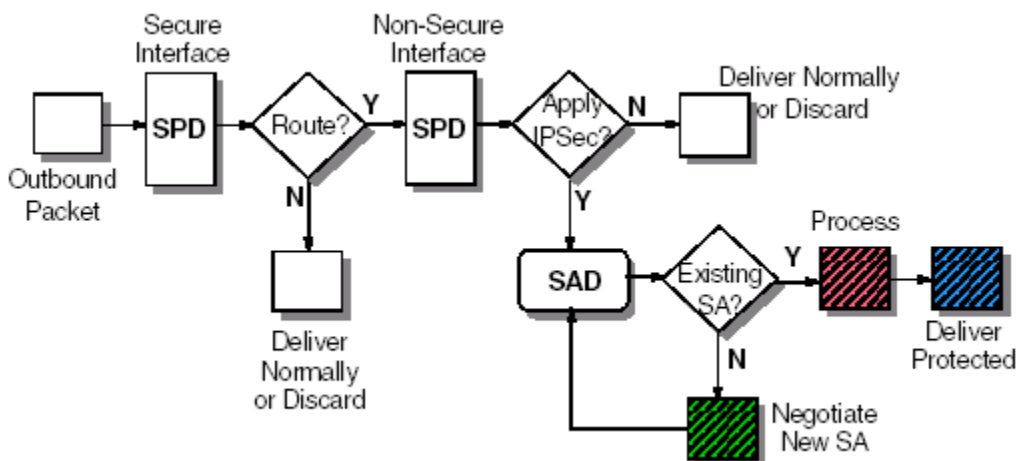 Secure
Interface
Non-Secure
Interface
Deliver Normally
or Discard
SPD
Route?
Y
SPD
Apply
IPSec?
N
Outbound
Packet
N
Y
Deliver
Normally
or Discard
SAD
Existing
SA?
Y
Process
Deliver
Protected
N
Negotiate
New SA